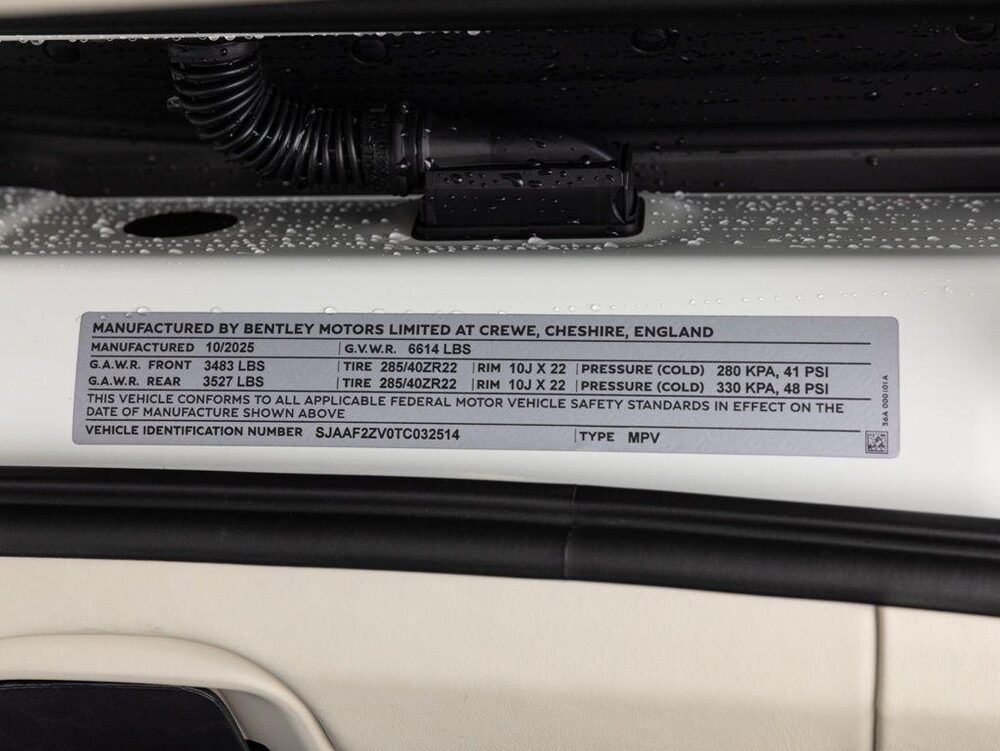 MANUFACTURED BY BENTLEY MOTORS LIMITED AT CREWE, CHESHIRE, ENGLAND
MANUFACTURED 10/2025 G.V.W.R. 6614 LBS
G.A.W.R. FRONT 3483 LBS TIRE 285/40ZR22 RIM 10J X 22 PRESSURE (COLD) 280 KPA, 41 PSI
G.A.W.R. REAR 3527 LBS TIRE 285/40ZR22 RIM 10J X 22 PRESSURE (COLD) 330 KPA, 48 PSI
THIS VEHICLE CONFORMS TO ALL APPLICABLE FEDERAL MOTOR VEHICLE SAFETY STANDARDS IN EFFECT ON THE
DATE OF MANUFACTURE SHOWN ABOVE
VEHICLE IDENTIFICATION NUMBER SJAAF2ZV0TC032514 TYPE MPV
36A 000101A